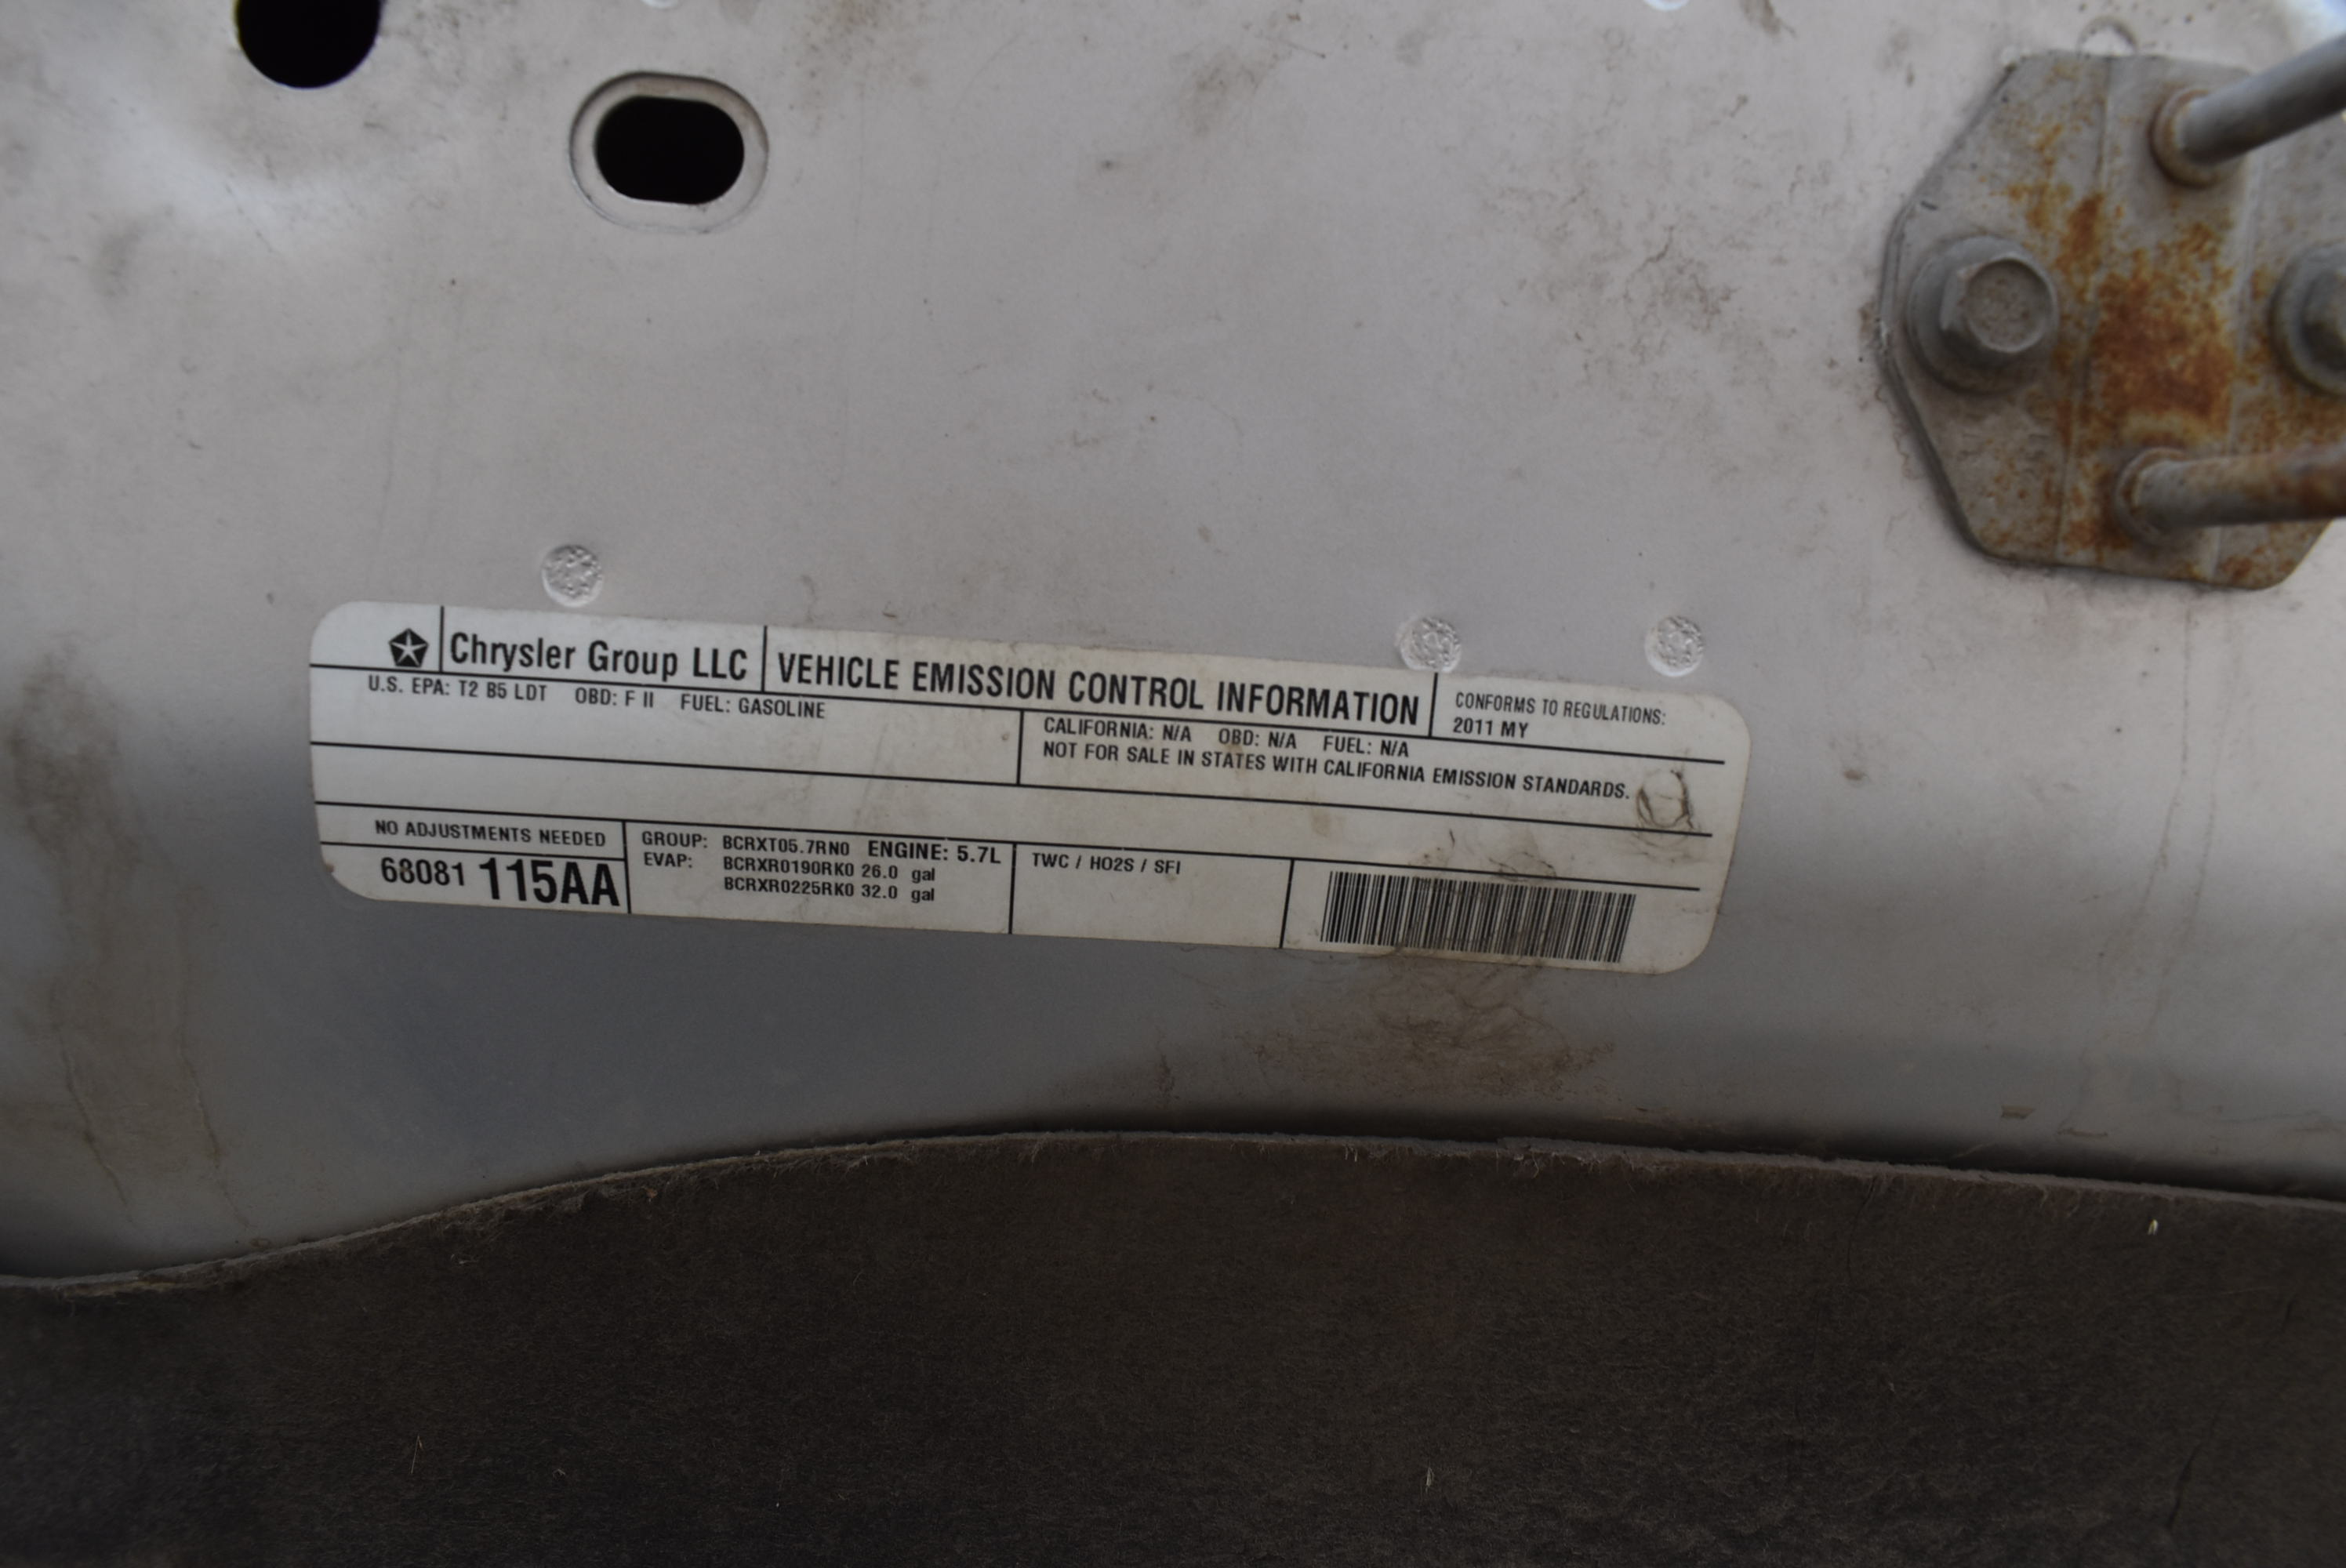 Chrysler Group LLC VEHICLE EMISSION CONTROL INFORMATION
CONFORMS TO REGULATIONS:
2011 MY
U.S. EPA: T2 B5 LDT OBD: F II FUEL: GASOLINE
CALIFORNIA: N/A OBD: N/A FUEL: N/A
NOT FOR SALE IN STATES WITH CALIFORNIA EMISSION STANDARDS.
NO ADJUSTMENTS NEEDED
68081 115AA
GROUP: BCRXT05.7RN0 ENGINE: 5.7L
EVAP: BCRXR0190RK0 26.0 gal
BCRXR0225RK0 32.0 gal
TWC / HO2S / SFI